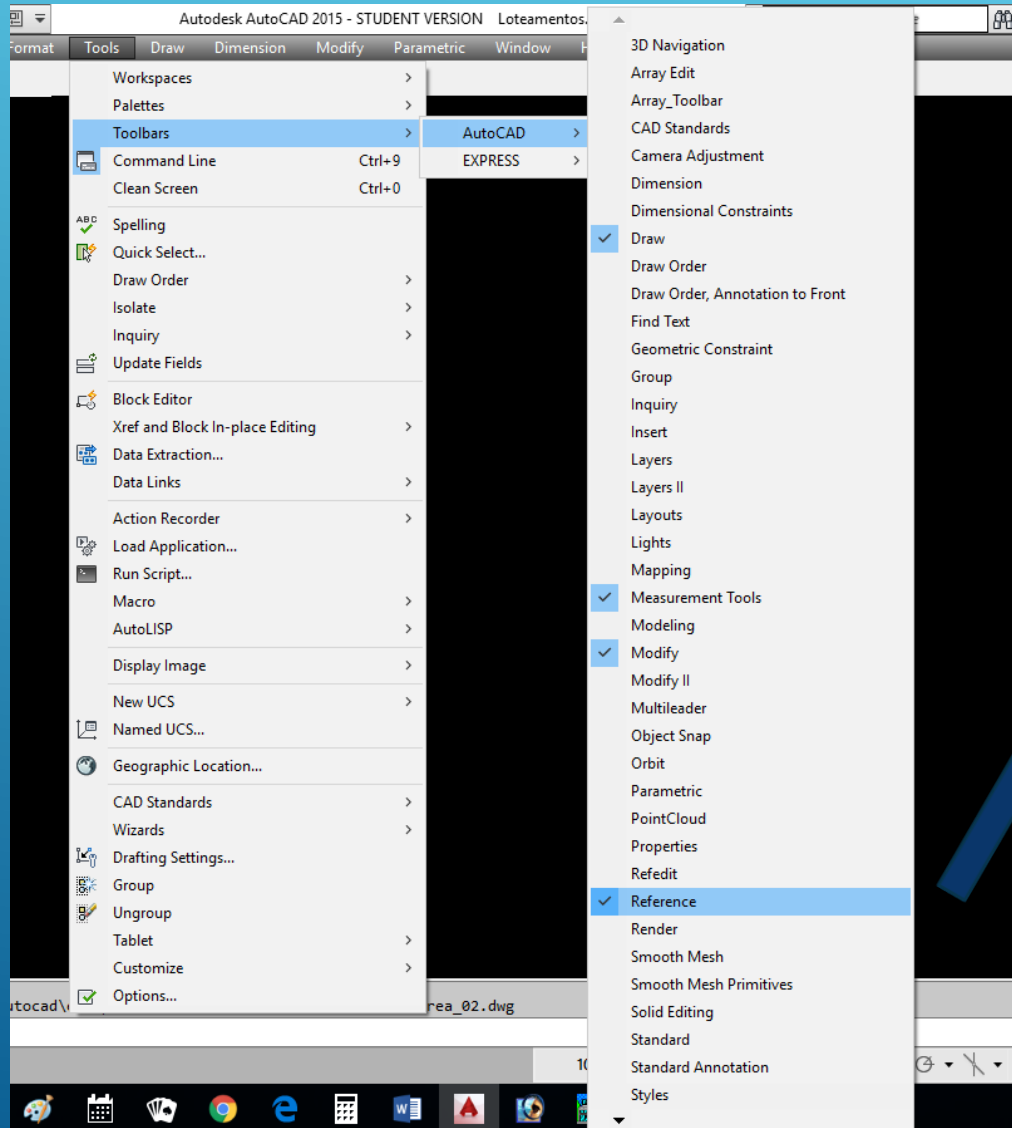 Autodesk AutoCAD 2015 - STUDENT VERSION Loteamentos.
Format Tools Draw Dimension Modify Parametric Window H
Workspaces
Palettes
Toolbars
Command Line Ctrl+9
Clean Screen Ctrl+0
ABC Spelling
Quick Select...
Draw Order
Isolate
Inquiry
Update Fields
Block Editor
Xref and Block In-place Editing
Data Extraction...
Data Links
Action Recorder
Load Application...
Run Script...
Macro
AutoLISP
Display Image
New UCS
Named UCS...
Geographic Location...
CAD Standards
Wizards
Drafting Settings...
Group
Ungroup
Tablet
Customize
Options...
AutoCAD
EXPRESS
3D Navigation
Array Edit
Array_Toolbar
CAD Standards
Camera Adjustment
Dimension
Dimensional Constraints
Draw
Draw Order
Draw Order, Annotation to Front
Find Text
Geometric Constraint
Group
Inquiry
Insert
Layers
Layers II
Layouts
Lights
Mapping
Measurement Tools
Modeling
Modify
Modify II
Multileader
Object Snap
Orbit
Parametric
PointCloud
Properties
Refedit
Reference
Render
Smooth Mesh
Smooth Mesh Primitives
Solid Editing
Standard
Standard Annotation
Styles
utocad\ rea_02.dwg
10